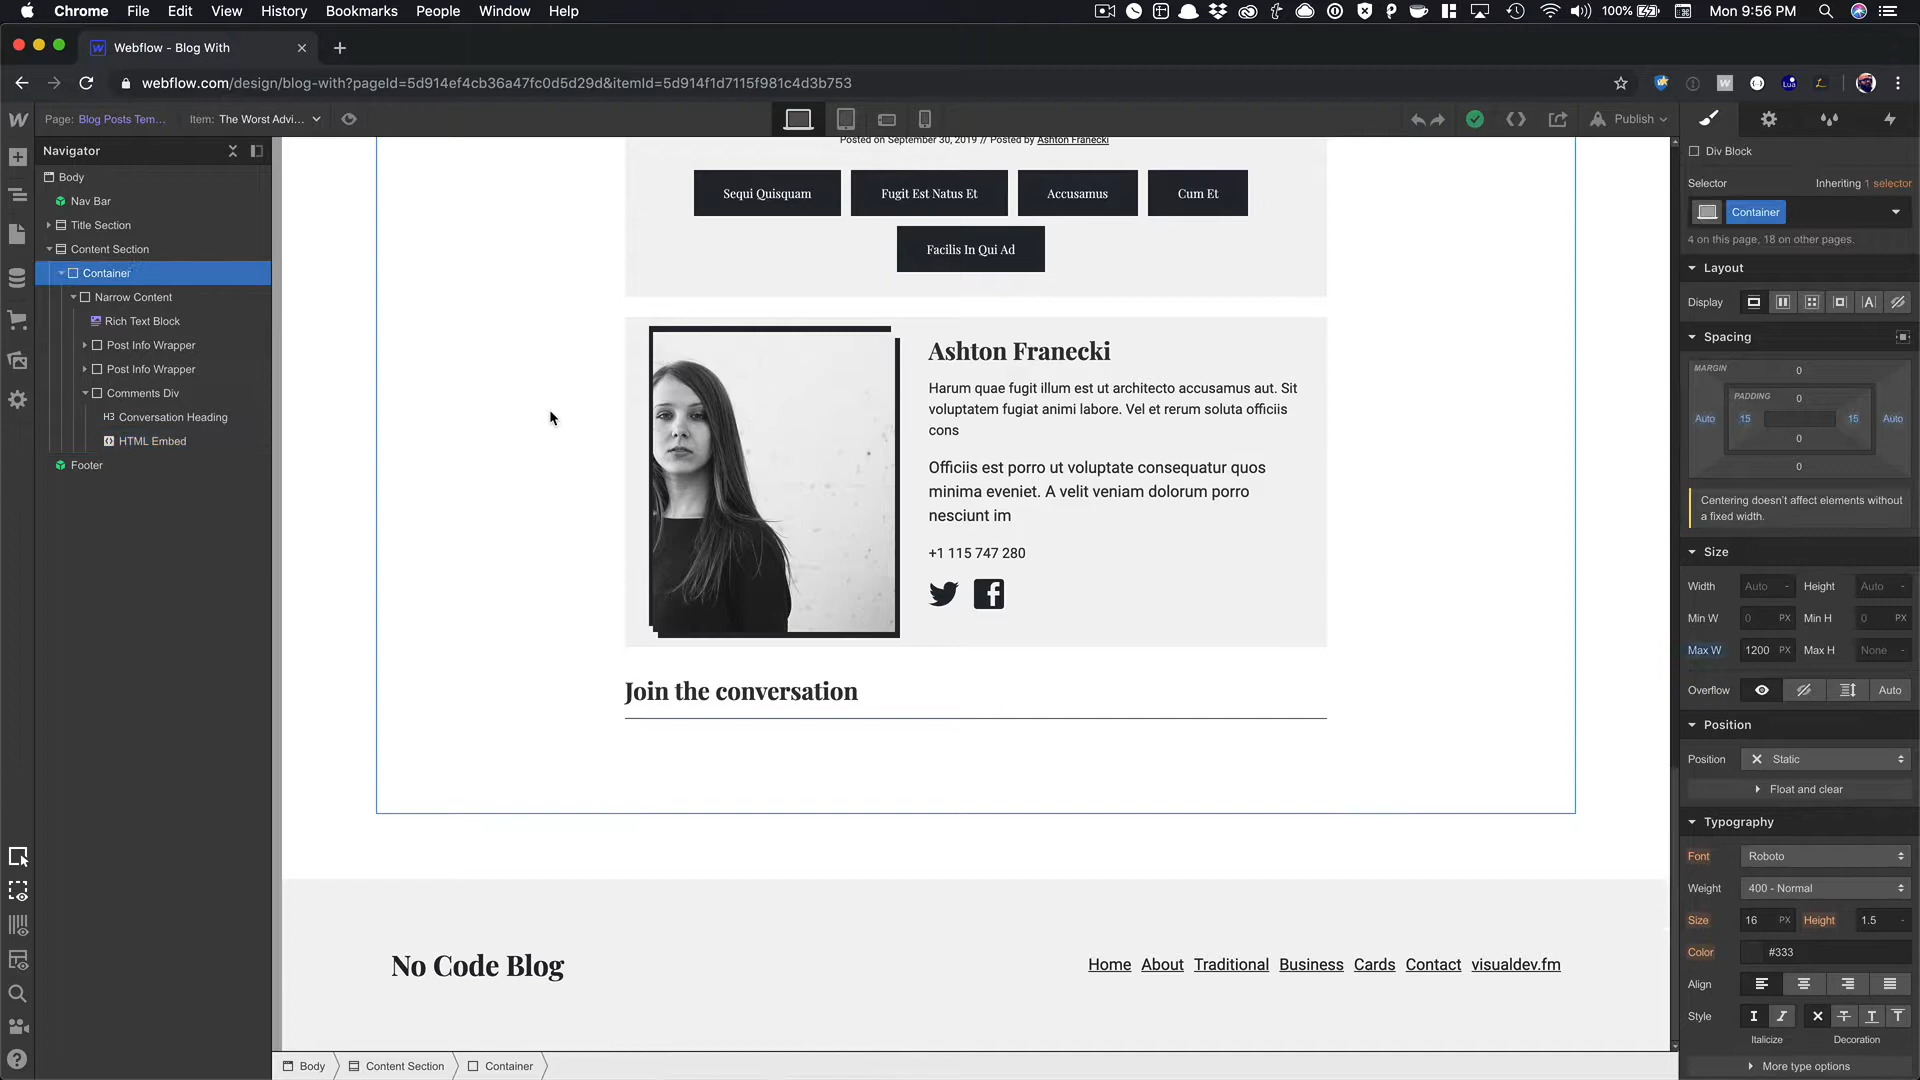 Chrome File Edit View History Bookmarks People Window Help
100% Mon 9:56 PM
Webflow - Blog With
webflow.com/design/blog-with?pageId=5d914ef4cb36a47fc0d5d29d&itemId=5d914f1d7115f981c4d3b753
Page: Blog Posts Tem... Item: The Worst Advi...
Publish
Navigator
Body
Nav Bar
Title Section
Content Section
Container
Narrow Content
Rich Text Block
Post Info Wrapper
Post Info Wrapper
Comments Div
H3 Conversation Heading
HTML Embed
Footer
Posted on September 30, 2019 // Posted by Ashton Franecki
Sequi Quisquam
Fugit Est Natus Et
Accusamus
Cum Et
Facilis In Qui Ad
Ashton Franecki
Harum quae fugit illum est ut architecto accusamus aut. Sit
voluptatem fugiat animi labore. Vel et rerum soluta officiis
cons
Officiis est porro ut voluptate consequatur quos
minima eveniet. A velit veniam dolorum porro
nesciunt im
+1 115 747 280
Join the conversation
No Code Blog
Home About Traditional Business Cards Contact visualdev.fm
Body
Content Section
Container
Div Block
Selector Inheriting 1 selector
Container
4 on this page, 18 on other pages.
Layout
Display
Spacing
MARGIN
0
PADDING
0
Auto 15 15 Auto
0
0
Centering doesn't affect elements without
a fixed width.
Size
Width Auto - Height Auto -
Min W 0 PX Min H 0 PX
Max W 1200 PX Max H None -
Overflow Auto
Position
Position Static
Float and clear
Typography
Font Roboto
Weight 400 - Normal
Size 16 PX Height 1.5 -
Color #333
Align
Style
Italicize Decoration
More type options